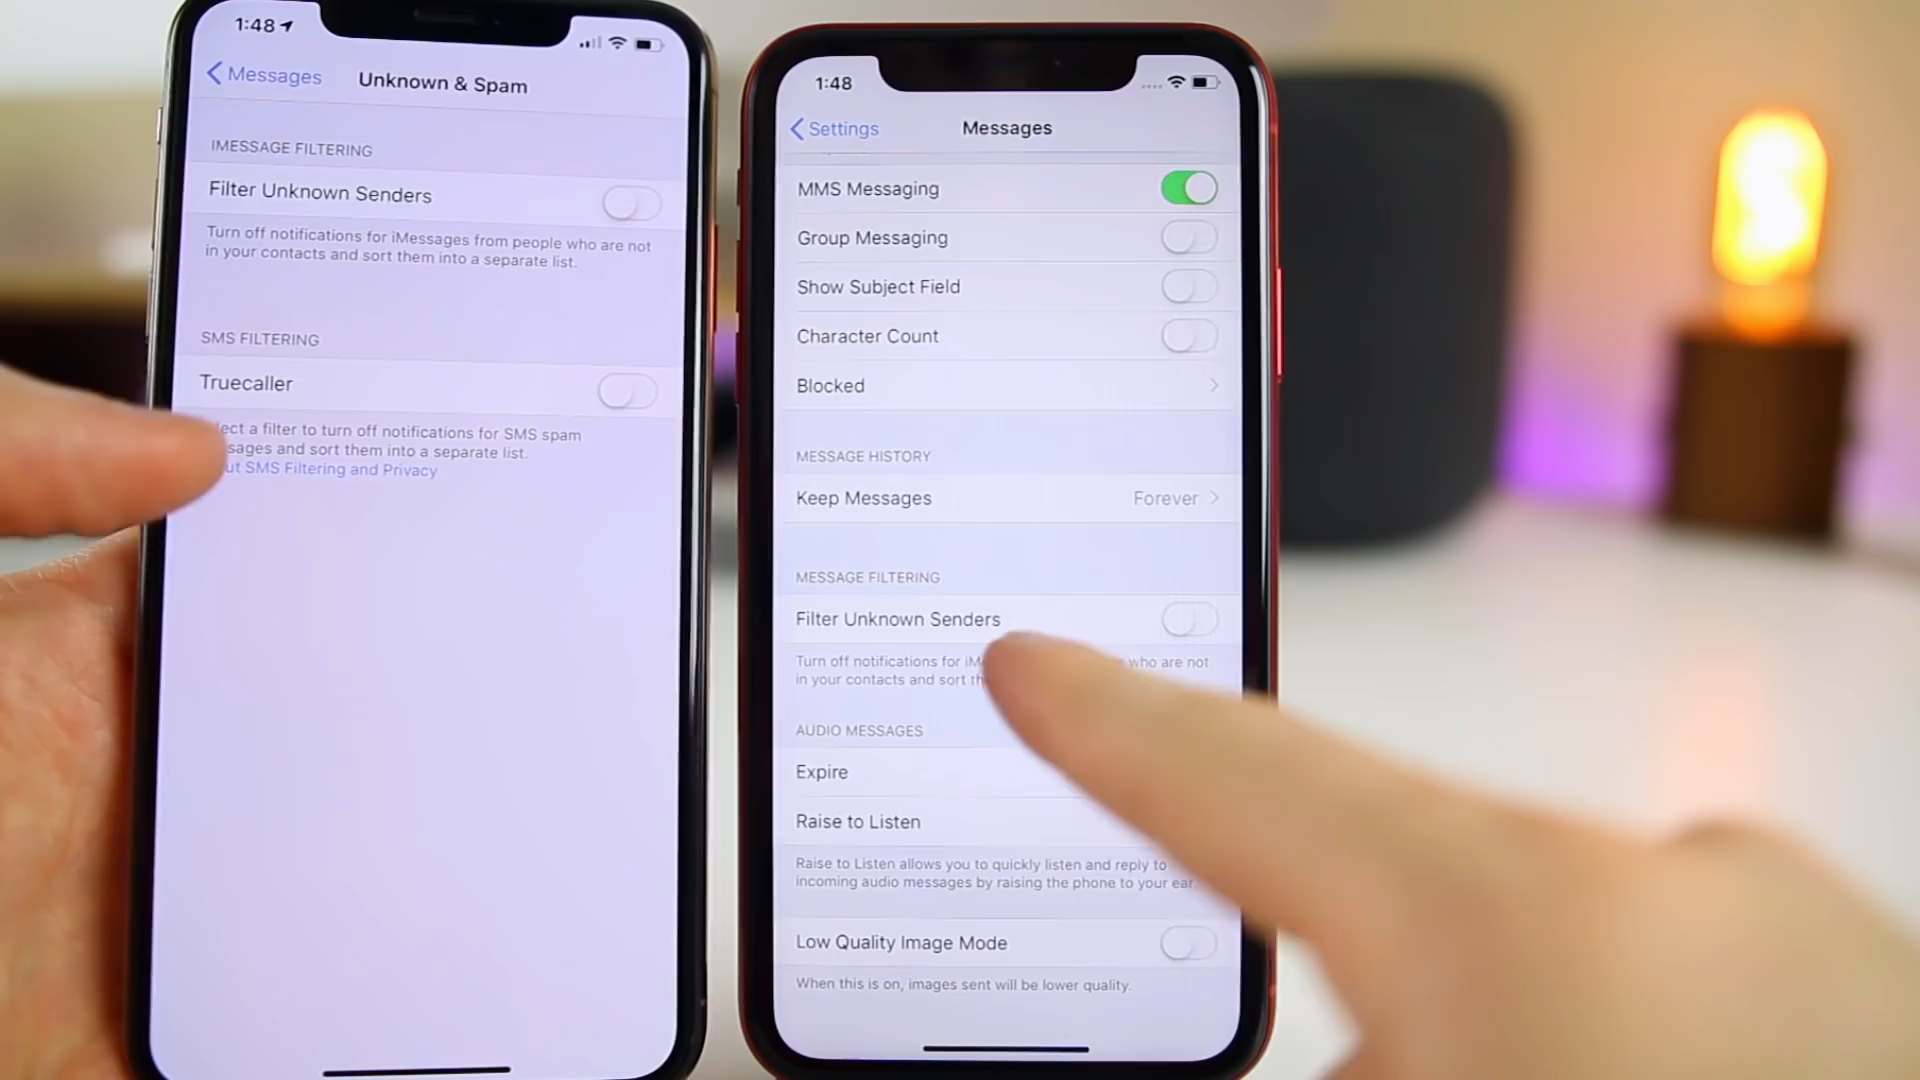 1:48
Messages
Unknown & Spam
IMESSAGE FILTERING
Filter Unknown Senders
Turn off notifications for iMessages from people who are not
in your contacts and sort them into a separate list.
SMS FILTERING
Truecaller
a filter to turn off notifications for SMS spam
and sort them into a separate list.
SMS Filtering and Privacy
1:48
Settings
Messages
MMS Messaging
Group Messaging
Show Subject Field
Character Count
Blocked
MESSAGE HISTORY
Keep Messages
Forever
MESSAGE FILTERING
Filter Unknown Senders
Turn off notifications for who are not
in your contacts and sort
AUDIO MESSAGES
Expire
Raise to Listen
Raise to Listen allows you to quickly listen and reply to
incoming audio messages by raising the phone to your ear
Low Quality Image Mode
When this is on, images sent will be lower quality.